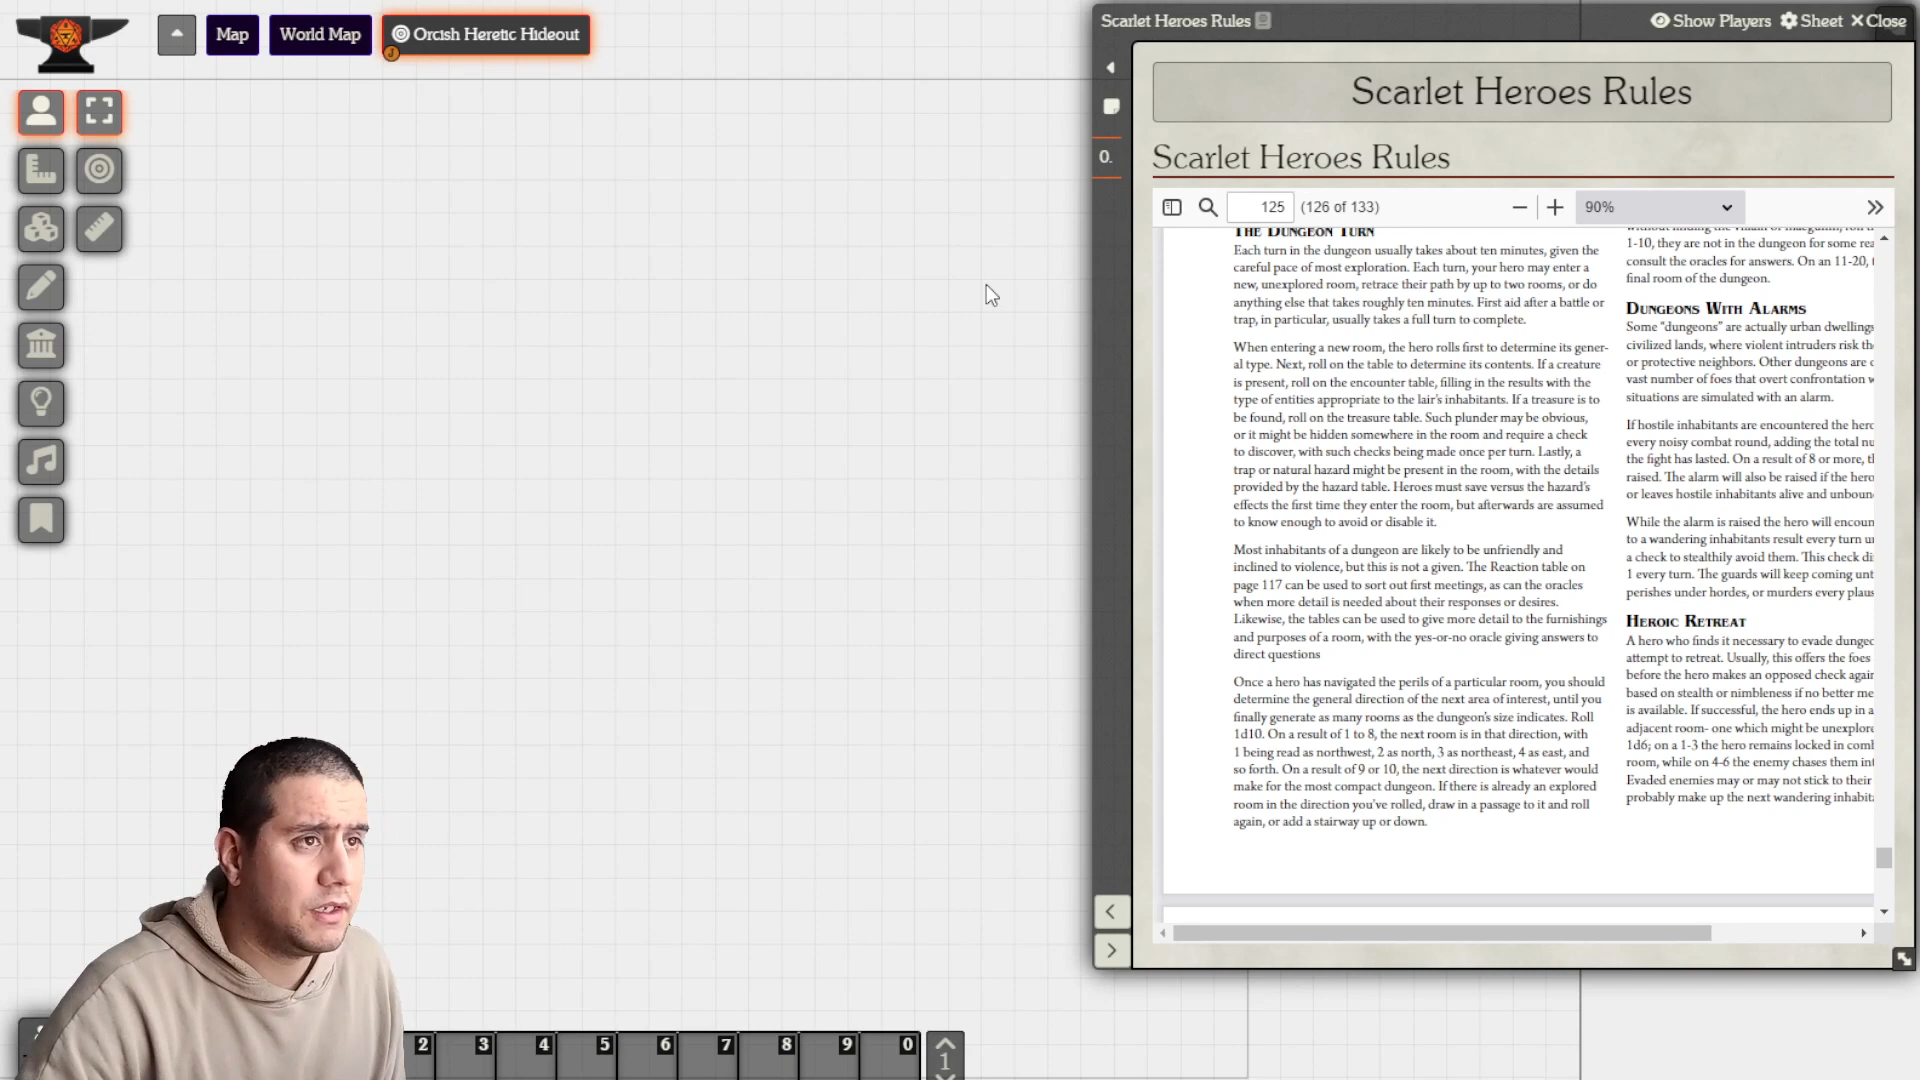 Map
World Map
Orcish Heretic Hideout
J
2
3
4
5
6
7
8
9
0
1
Scarlet Heroes Rules
Show Players
Sheet
Close
0.
Scarlet Heroes Rules
Scarlet Heroes Rules
125
(126 of 133)
90%
The Dungeon Turn
Each turn in the dungeon usually takes about ten minutes, given the
careful pace of most exploration. Each turn, your hero may enter a
new, unexplored room, retrace their path by up to two rooms, or do
anything else that takes roughly ten minutes. First aid after a battle or
trap, in particular, usually takes a full turn to complete.
When entering a new room, the hero rolls first to determine its gener-
al type. Next, roll on the table to determine its contents. If a creature
is present, roll on the encounter table, filling in the results with the
type of entities appropriate to the lair's inhabitants. If a treasure is to
be found, roll on the treasure table. Such plunder may be obvious,
or it might be hidden somewhere in the room and require a check
to discover, with such checks being made once per turn. Lastly, a
trap or natural hazard might be present in the room, with the details
provided by the hazard table. Heroes must save versus the hazard's
effects the first time they enter the room, but afterwards are assumed
to know enough to avoid or disable it.
Most inhabitants of a dungeon are likely to be unfriendly and
inclined to violence, but this is not a given. The Reaction table on
page 117 can be used to sort out first meetings, as can the oracles
when more detail is needed about their responses or desires.
Likewise, the tables can be used to give more detail to the furnishings
and purposes of a room, with the yes-or-no oracle giving answers to
direct questions
Once a hero has navigated the perils of a particular room, you should
determine the general direction of the next area of interest, until you
finally generate as many rooms as the dungeon's size indicates. Roll
1d10. On a result of 1 to 8, the next room is in that direction, with
1 being read as northwest, 2 as north, 3 as northeast, 4 as east, and
so forth. On a result of 9 or 10, the next direction is whatever would
make for the most compact dungeon. If there is already an explored
room in the direction you've rolled, draw in a passage to it and roll
again, or add a stairway up or down.
1-10, they are not in the dungeon for some rea
consult the oracles for answers. On an 11-20,
final room of the dungeon.
Dungeons With Alarms
Some "dungeons" are actually urban dwellings
civilized lands, where violent intruders risk th
or protective neighbors. Other dungeons are
vast number of foes that overt confrontation w
situations are simulated with an alarm.
If hostile inhabitants are encountered the hero
every noisy combat round, adding the total nu
the fight has lasted. On a result of 8 or more,
raised. The alarm will also be raised if the hero
or leaves hostile inhabitants alive and unboun
While the alarm is raised the hero will encoun
to a wandering inhabitants result every turn u
a check to stealthily avoid them. This check di
1 every turn. The guards will keep coming unt
perishes under hordes, or murders every plaus
Heroic Retreat
A hero who finds it necessary to evade dungeo
attempt to retreat. Usually, this offers the foes
before the hero makes an opposed check agai
based on stealth or nimbleness if no better me
is available. If successful, the hero ends up in a
adjacent room- one which might be unexplore
1d6; on a 1-3 the hero remains locked in comb
room, while on 4-6 the enemy chases them in
Evaded enemies may or may not stick to their
probably make up the next wandering inhabit